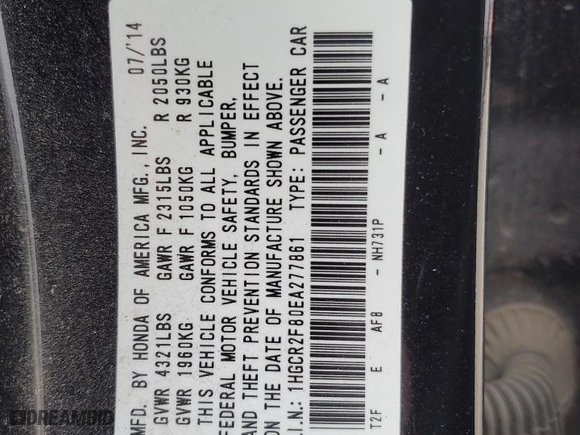 MFD. BY HONDA OF AMERICA MFG., INC. 07/'14
GVWR 4321LBS GAWR F 2315LBS R 2050LBS
GVWR 1960KG GAWR F 1050KG R 930KG
THIS VEHICLE CONFORMS TO ALL APPLICABLE
FEDERAL MOTOR VEHICLE SAFETY, BUMPER,
AND THEFT PREVENTION STANDARDS IN EFFECT
ON THE DATE OF MANUFACTURE SHOWN ABOVE.
.I.N.: 1HGCR2F80EA277861 TYPE: PASSENGER CAR
T2F E AF8 - NH731P - A - A
DREAMBID